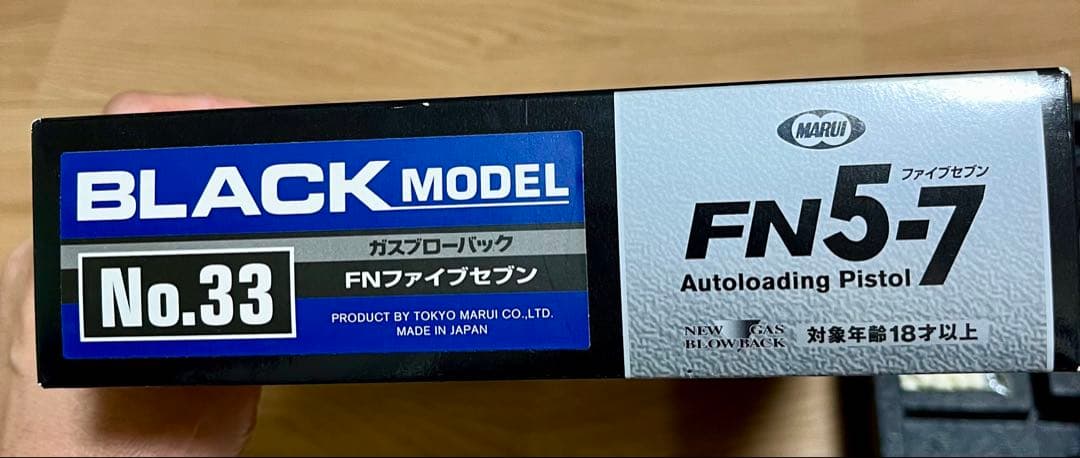 BLACK MODEL
ガスブローバック
No.33
FNファイブセブン
PRODUCT BY TOKYO MARUI CO.,LTD.
MADE IN JAPAN
MARUI
ファイブセブン
FN5-7
Autoloading Pistol
NEW GAS
BLOW BACK
対象年齢18才以上